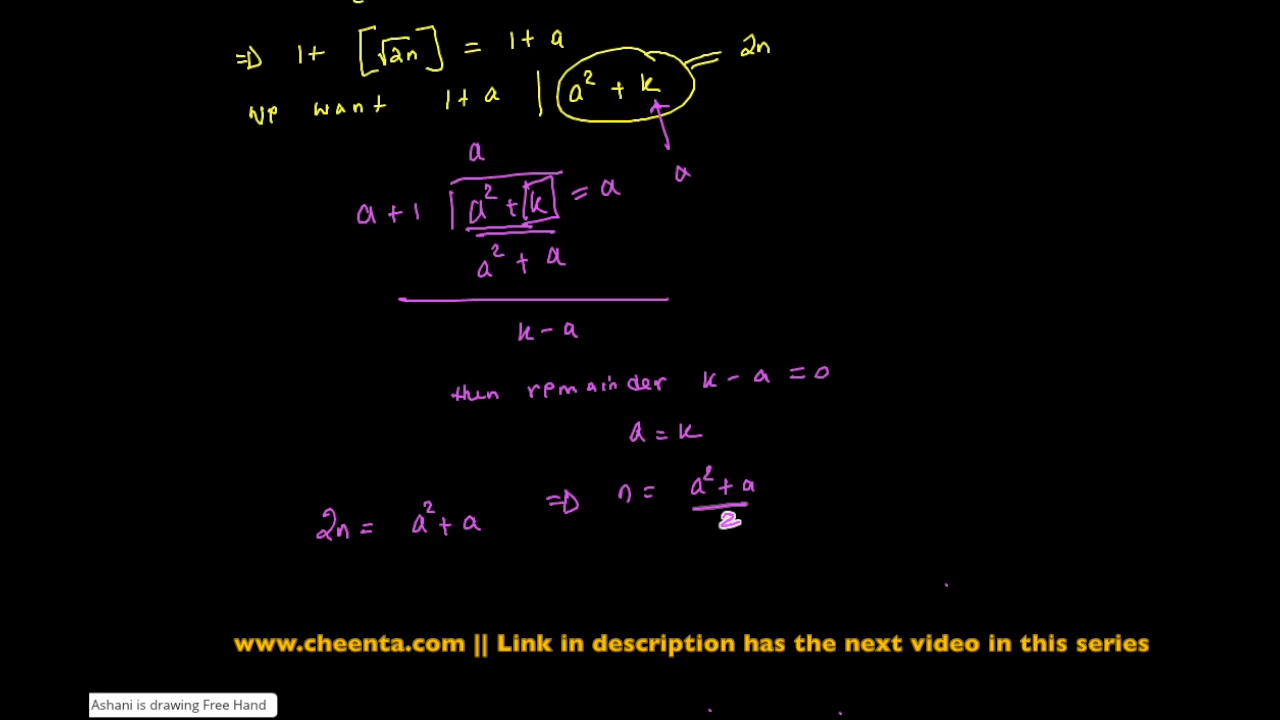 ⇒ 1 + [√2n] = 1 + a
we want 1 + a | a² + k = 2n
a
a + 1 | a² + k = a a
a² + a
k - a
then remainder k - a = 0
a = k
2n = a² + a ⇒ n = a² + a / 2
www.cheenta.com || Link in description has the next video in this series
Ashani is drawing Free Hand